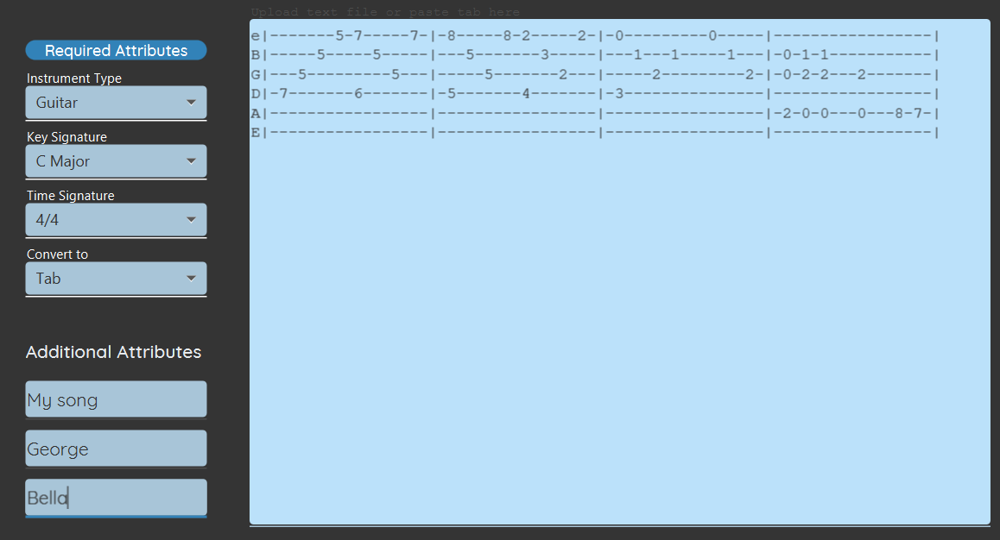 Upload text file or paste tab here
Required Attributes
Instrument Type
Guitar
Key Signature
C Major
Time Signature
4/4
Convert to
Tab
Additional Attributes
My song
George
Bella
e|-------5-7-----7-|-8-----8-2-----2-|-0---------0-----|-----------------|
B|-----5-----5-----|---5-------3-----|---1---1-----1---|-0-1-1-----------|
G|---5---------5---|-----5-------2---|-----2---------2-|-0-2-2---2-------|
D|-7-------6-------|-5-------4-------|-3---------------|-----------------|
A|-----------------|-----------------|-----------------|-2-0-0---0---8-7-|
E|-----------------|-----------------|-----------------|-----------------|